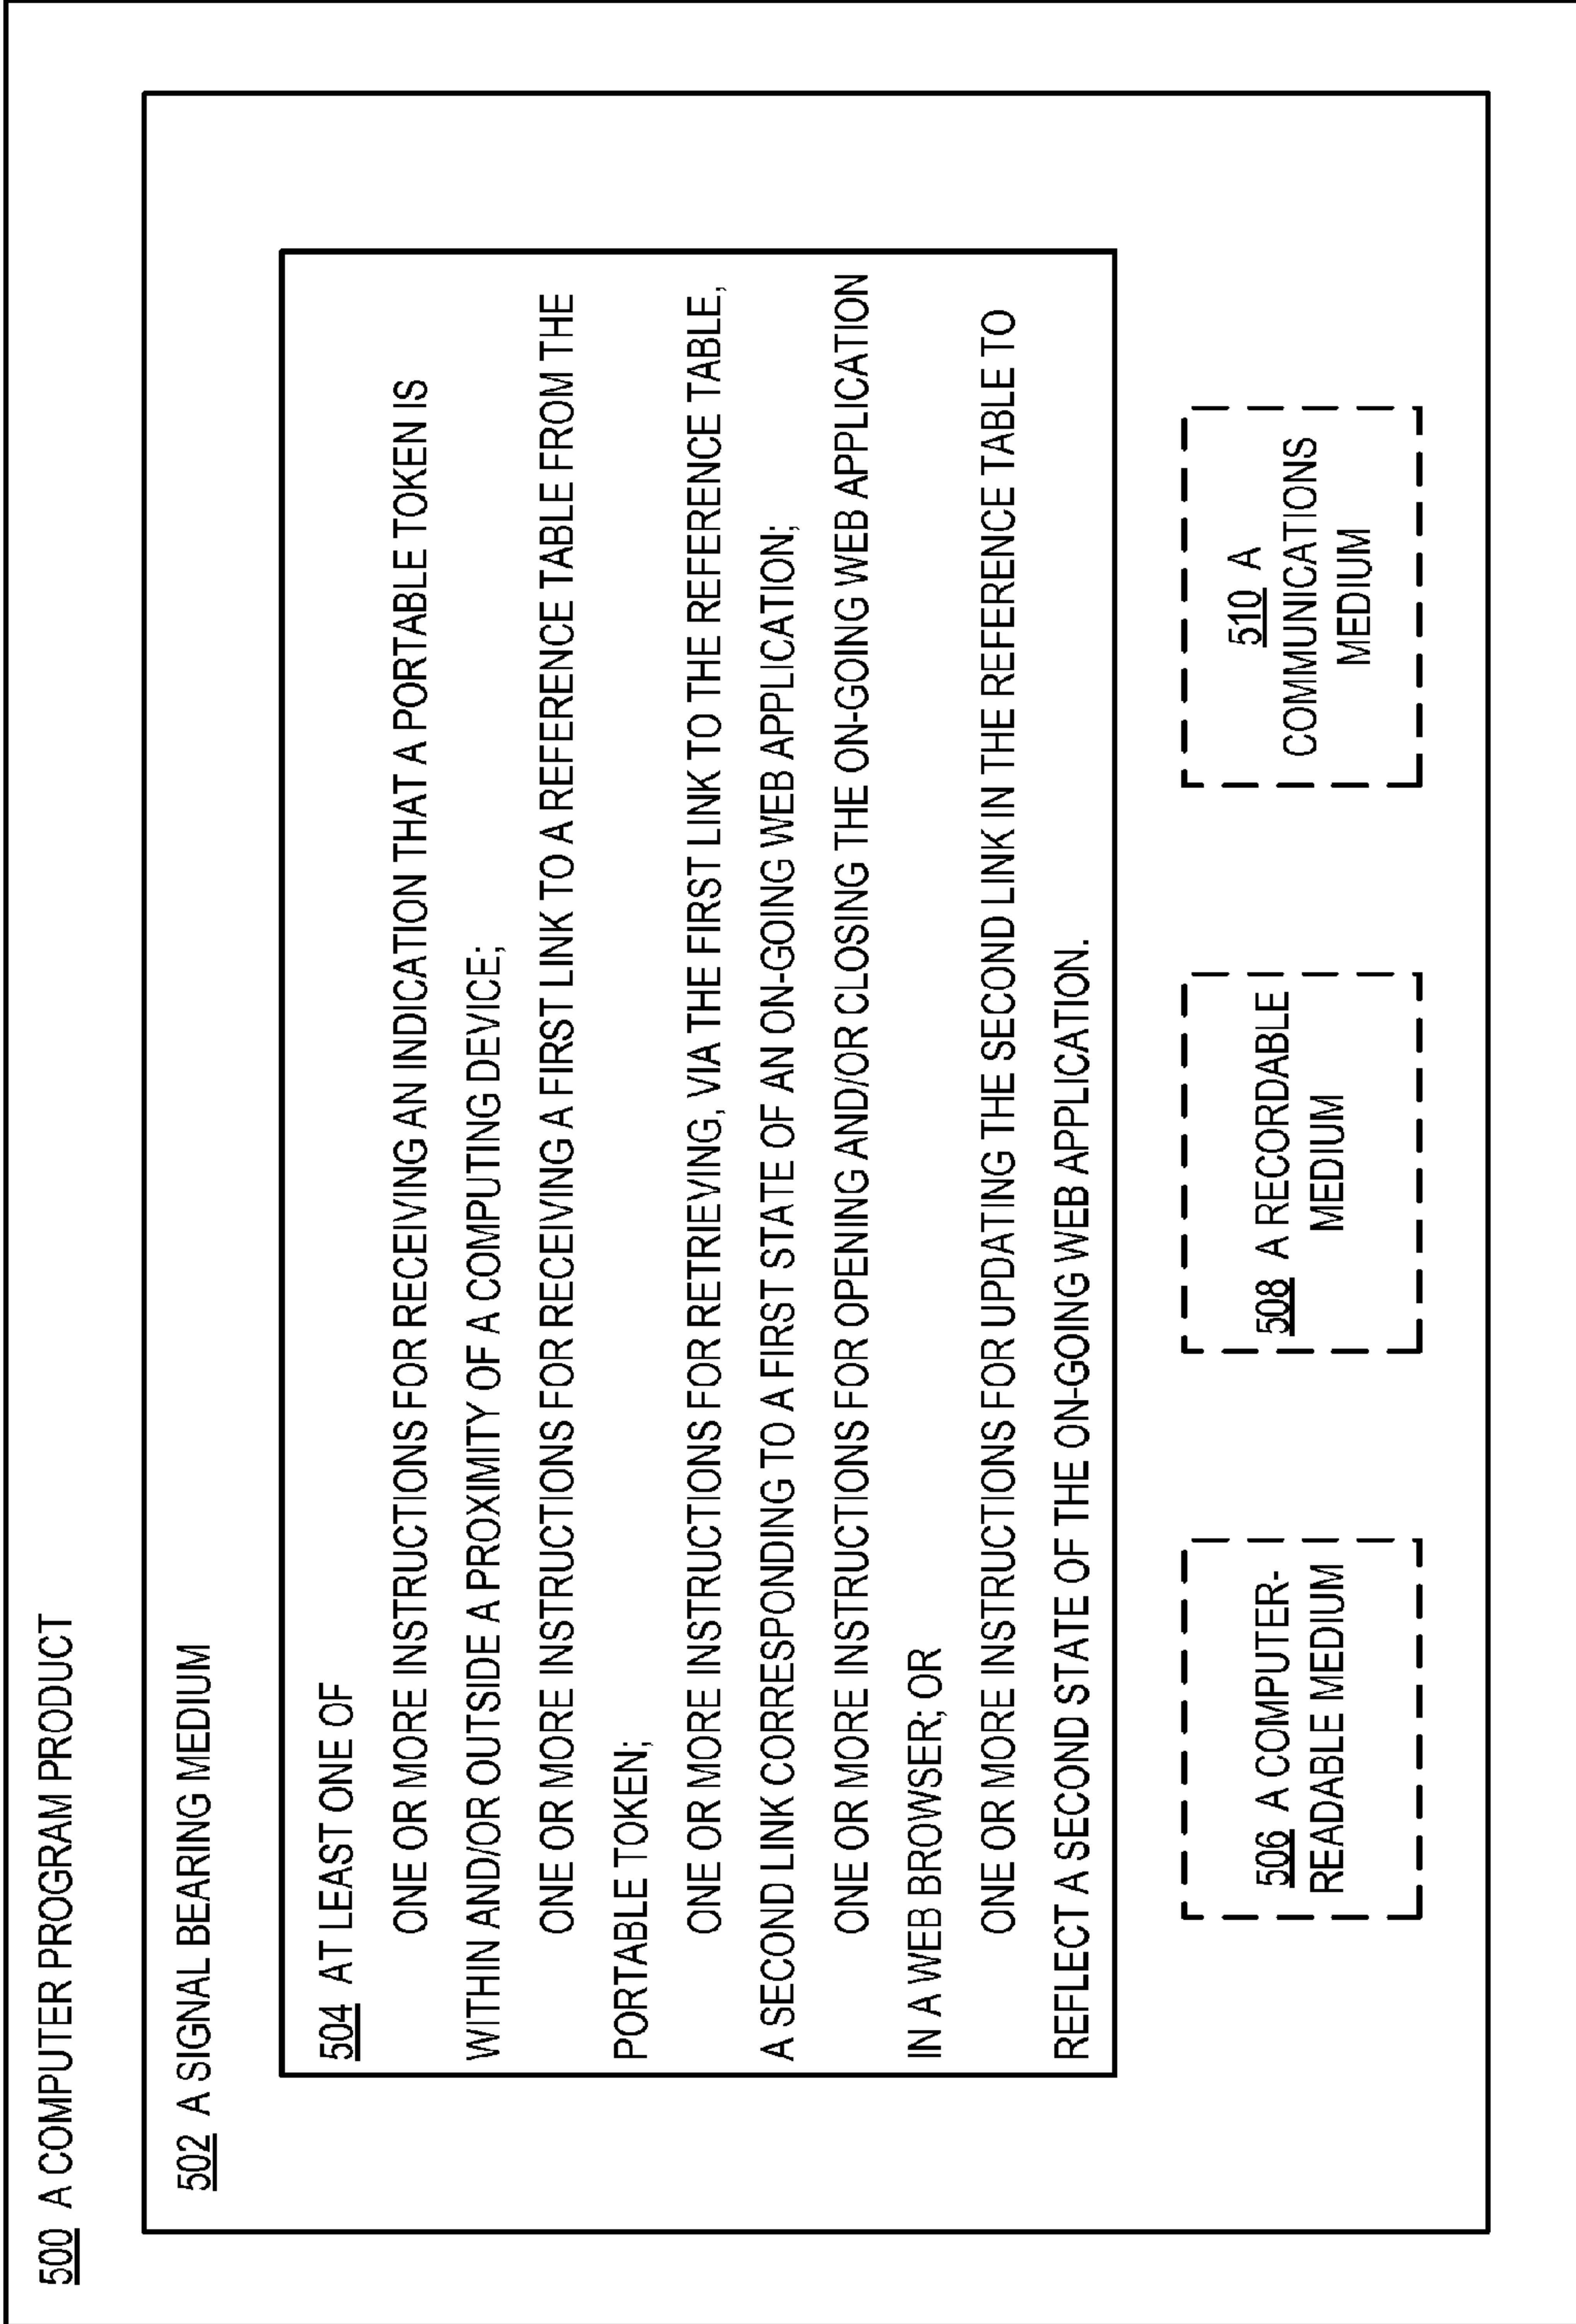 500 A COMPUTER PROGRAM PRODUCT
502 A SIGNAL BEARING MEDIUM
504 AT LEAST ONE OF
ONE OR MORE INSTRUCTIONS FOR RECEIVING AN INDICATION THAT A PORTABLE TOKEN IS
WITHIN AND/OR OUTSIDE A PROXIMITY OF A COMPUTING DEVICE;
ONE OR MORE INSTRUCTIONS FOR RECEIVING A FIRST LINK TO A REFERENCE TABLE FROM THE
PORTABLE TOKEN;
ONE OR MORE INSTRUCTIONS FOR RETRIEVING, VIA THE FIRST LINK TO THE REFERENCE TABLE,
A SECOND LINK CORRESPONDING TO A FIRST STATE OF AN ON-GOING WEB APPLICATION;
ONE OR MORE INSTRUCTIONS FOR OPENING AND/OR CLOSING THE ON-GOING WEB APPLICATION
IN A WEB BROWSER; OR
ONE OR MORE INSTRUCTIONS FOR UPDATING THE SECOND LINK IN THE REFERENCE TABLE TO
REFLECT A SECOND STATE OF THE ON-GOING WEB APPLICATION.
506 A COMPUTER-
READABLE MEDIUM
508 A RECORDABLE
MEDIUM
510 A
COMMUNICATIONS
MEDIUM